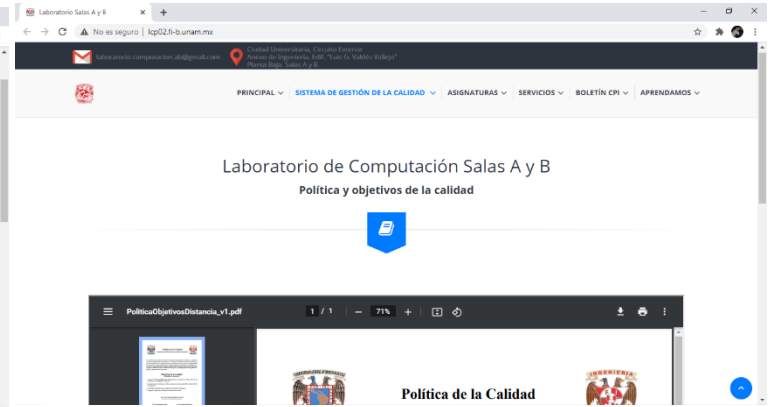 Laboratorio Salas A y B
No es seguro | lcp02.fi-b.unam.mx
laboratorio.computacion.ab@gmail.com
Ciudad Universitaria, Circuito Exterior
Anexo de Ingeniería, Edif. "Luis G. Valdés Vallejo"
Planta Baja, Salas A y B
PRINCIPAL SISTEMA DE GESTIÓN DE LA CALIDAD ASIGNATURAS SERVICIOS BOLETÍN CPI APRENDAMOS
Laboratorio de Computación Salas A y B
Política y objetivos de la calidad
PoliticaObjetivosDistancia_v1.pdf 1 / 1 — 71% +
INGENIERIA
Política de la Calidad